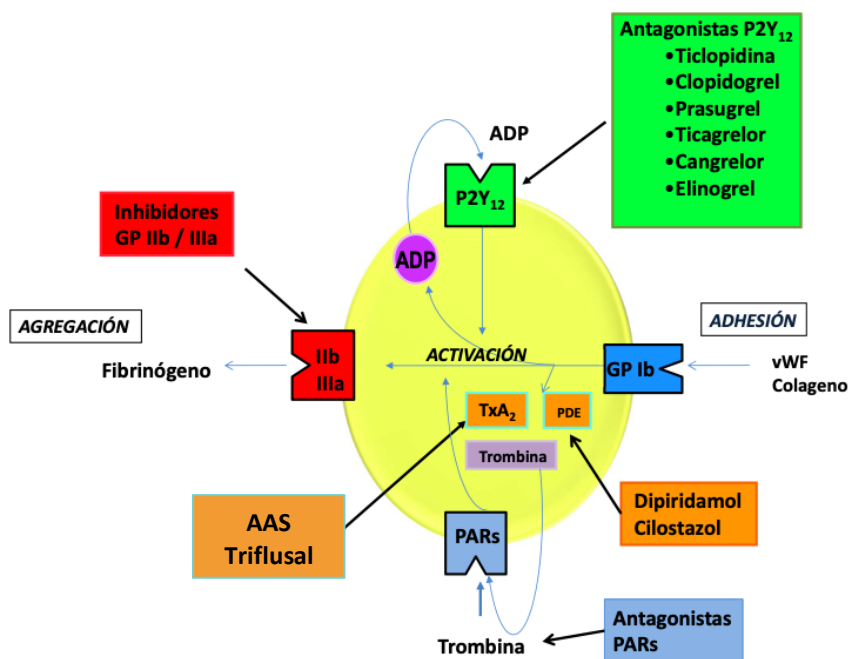 Antagonistas P2Y12
•Ticlopidina
•Clopidogrel
•Prasugrel
•Ticagrelor
•Cangrelor
•Elinogrel
ADP
P2Y12
Inhibidores
GP IIb / IIIa
ADP
AGREGACIÓN
ADHESIÓN
Fibrinógeno
IIb
IIIa
ACTIVACIÓN
GP Ib
vWF
Colageno
TxA2
PDE
Trombina
AAS
Triflusal
Dipiridamol
Cilostazol
PARs
Trombina
Antagonistas
PARs